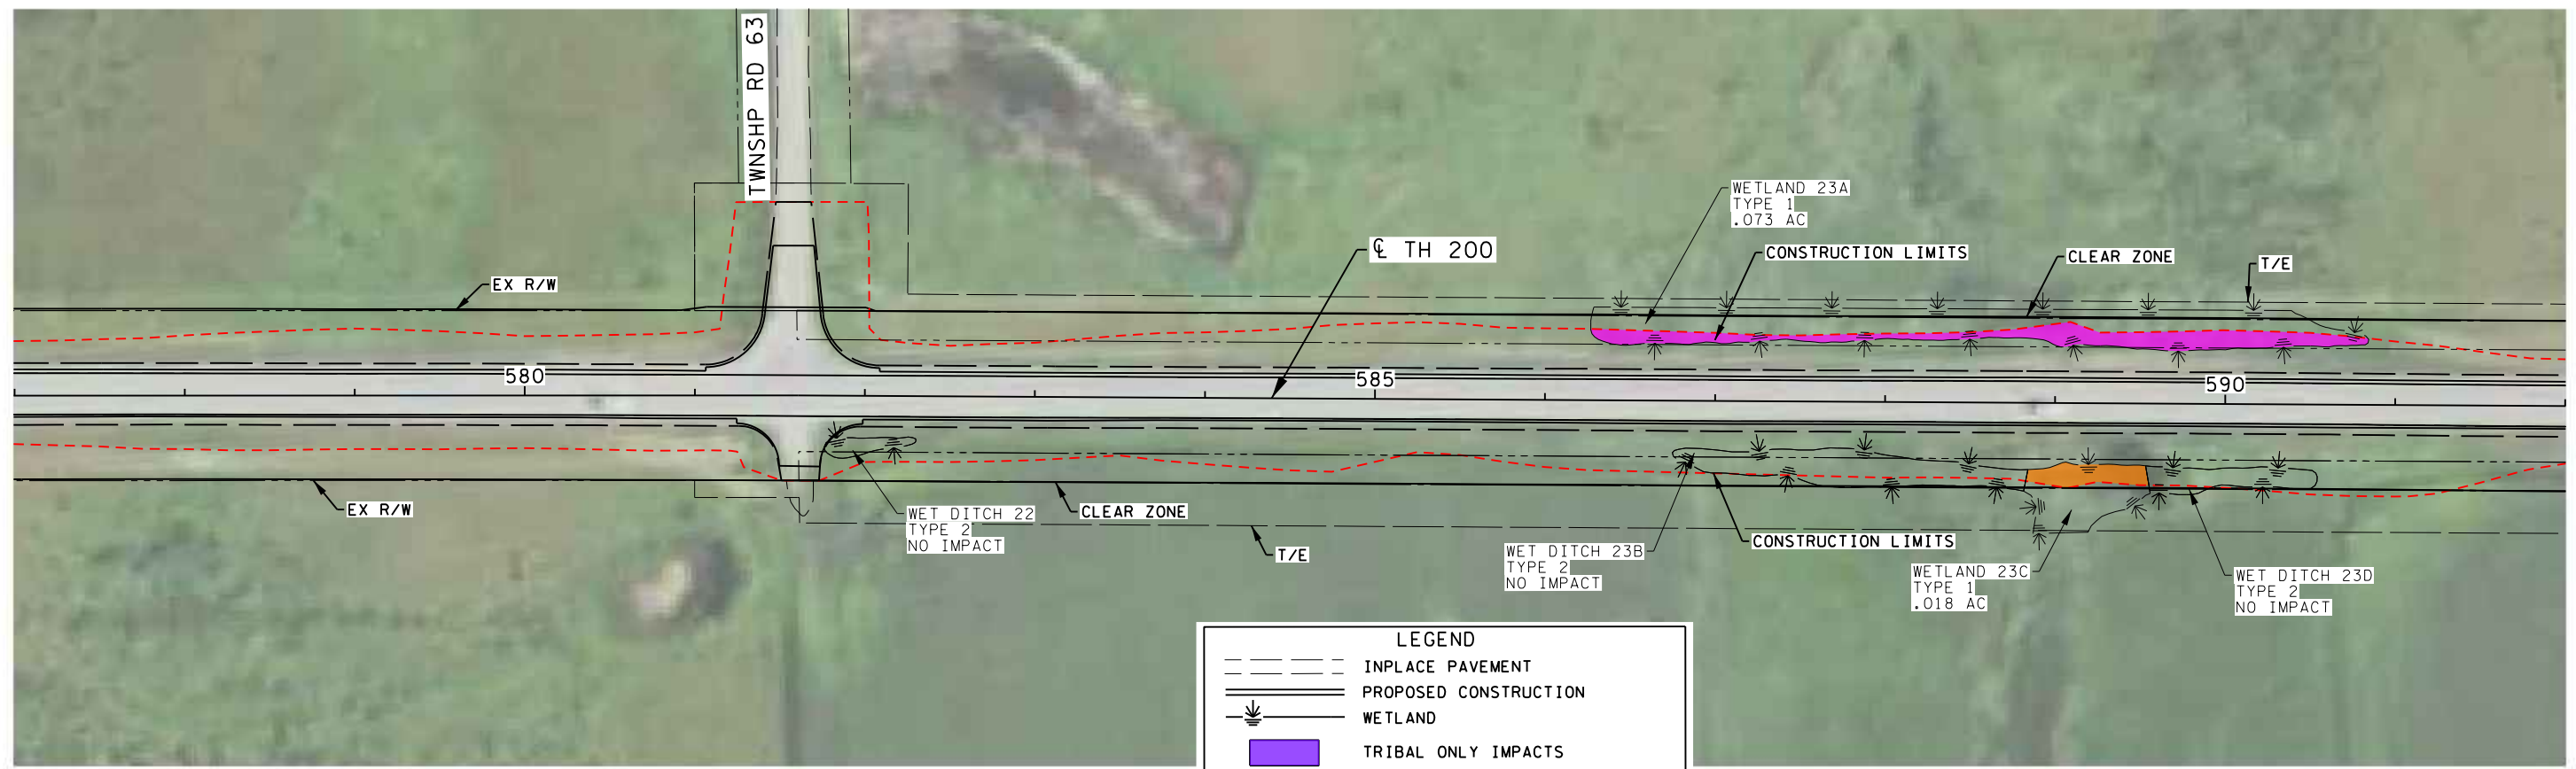 TWNSHP RD 63
WETLAND 23A
TYPE 1
.073 AC
℄ TH 200
CONSTRUCTION LIMITS
CLEAR ZONE
T/E
EX R/W
580
585
590
EX R/W
WET DITCH 22
TYPE 2
NO IMPACT
CLEAR ZONE
T/E
WET DITCH 23B
TYPE 2
NO IMPACT
CONSTRUCTION LIMITS
WETLAND 23C
TYPE 1
.018 AC
WET DITCH 23D
TYPE 2
NO IMPACT
LEGEND
INPLACE PAVEMENT
PROPOSED CONSTRUCTION
WETLAND
TRIBAL ONLY IMPACTS